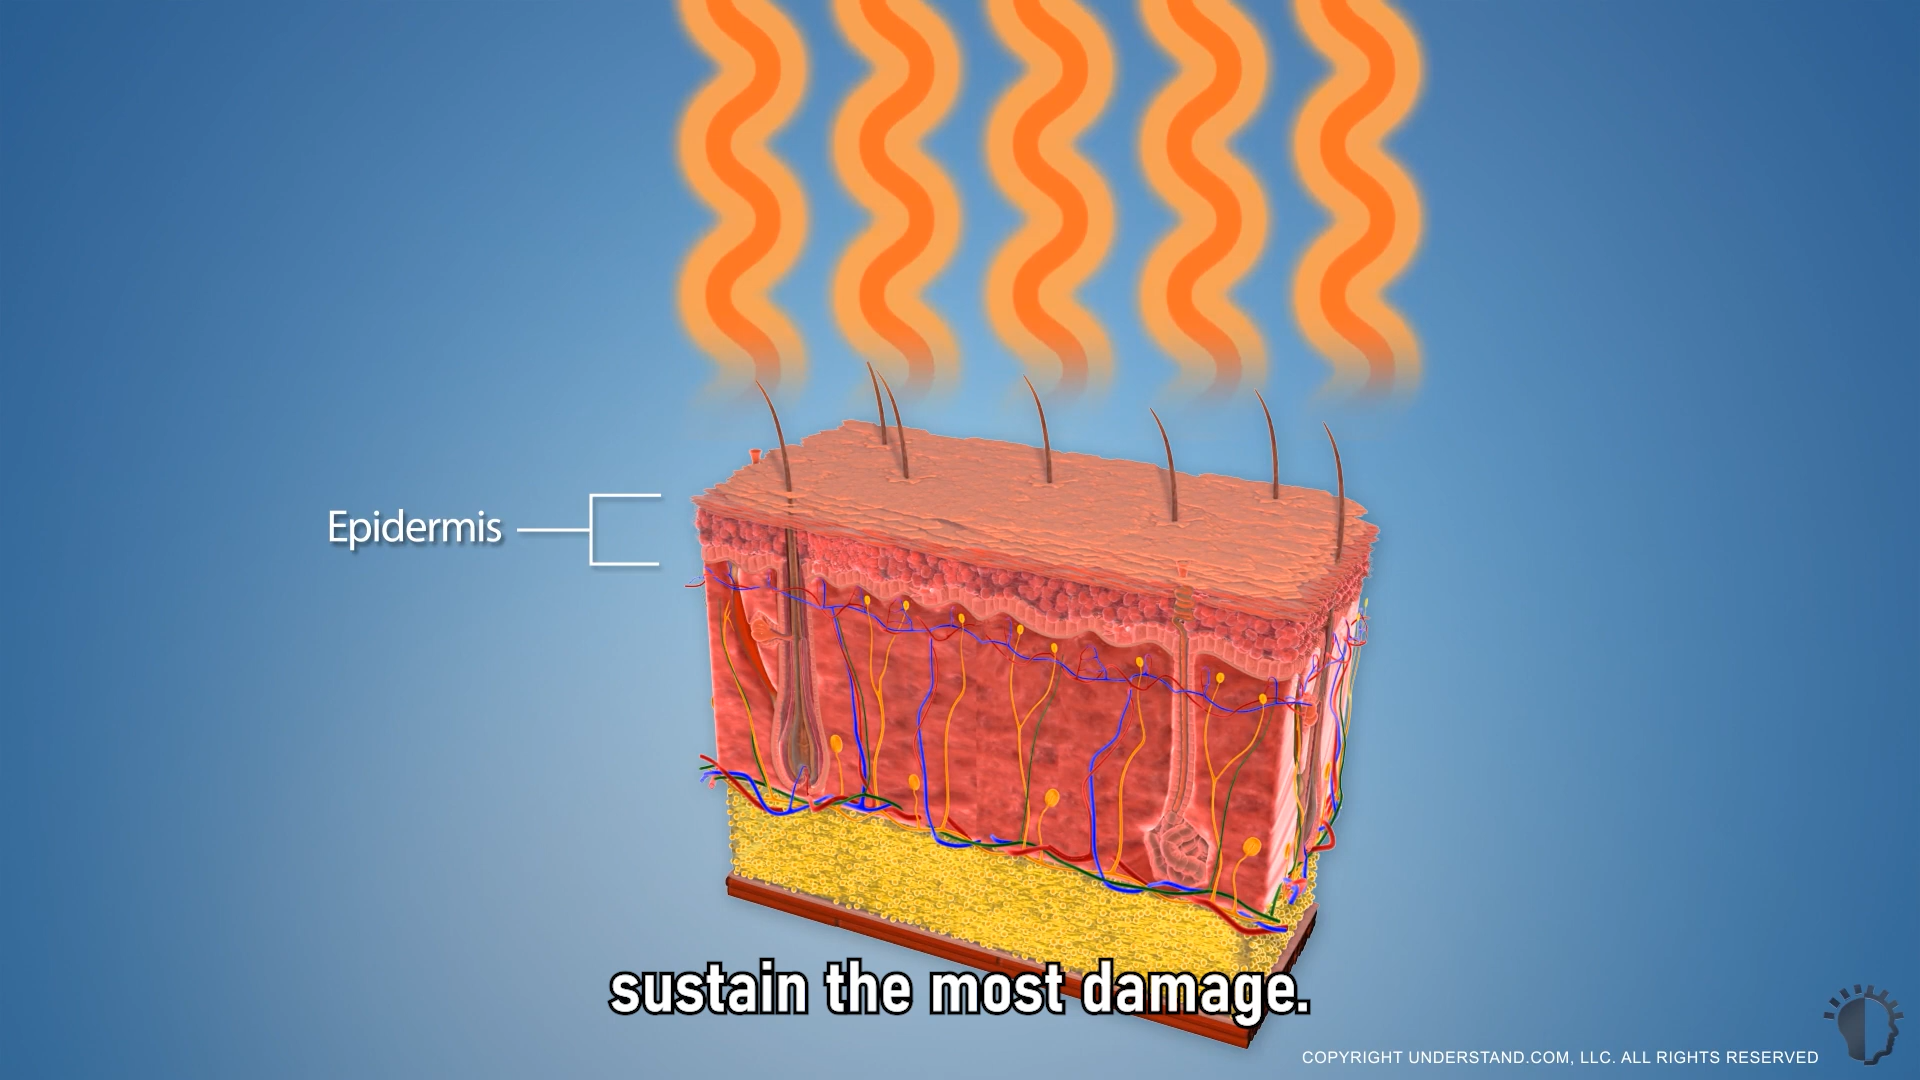 Epidermis
sustain the most damage.
COPYRIGHT UNDERSTAND.COM, LLC. ALL RIGHTS RESERVED